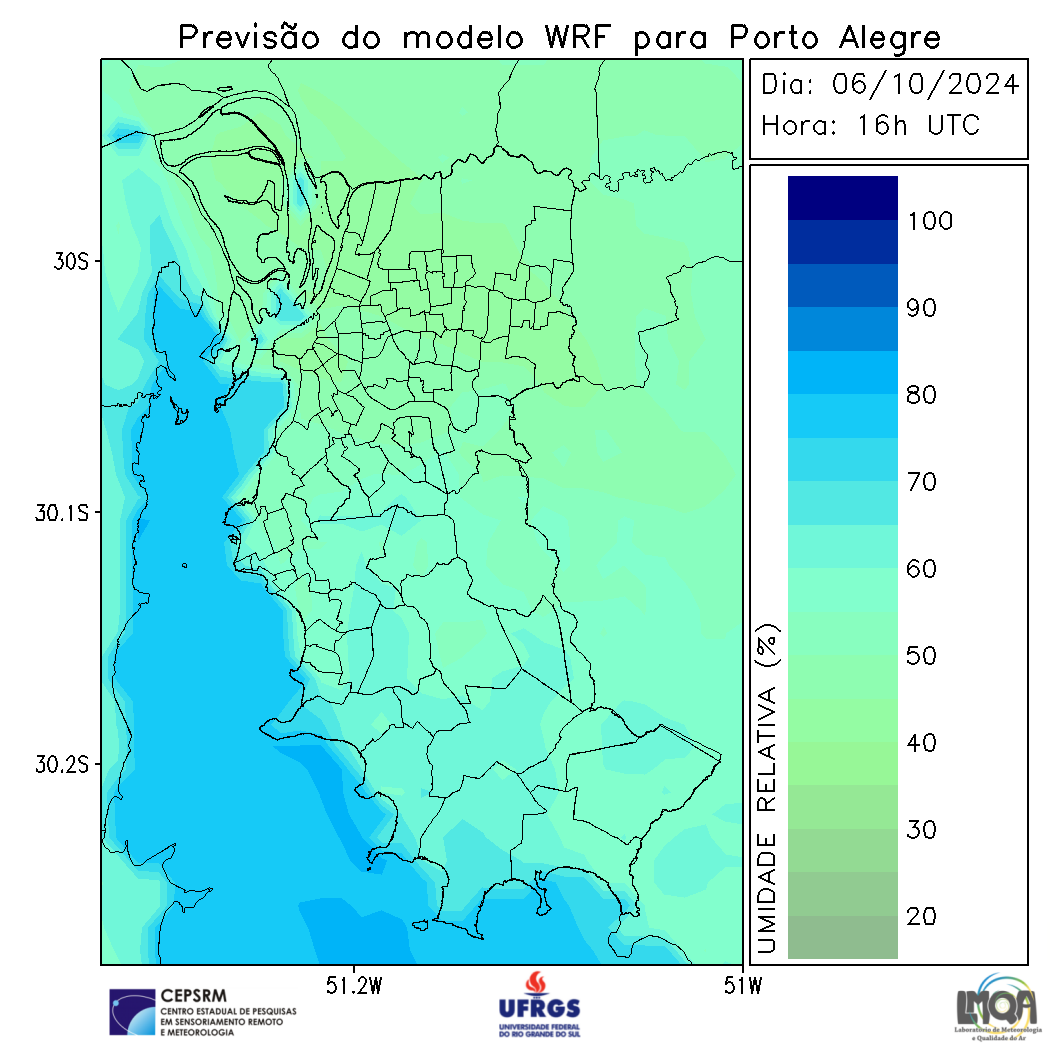 Previsão do modelo WRF para Porto Alegre
Dia: 06/10/2024
Hora: 16h UTC
30S
30.1S
30.2S
51.2W
51W
UMIDADE RELATIVA (%)
100
90
80
70
60
50
40
30
20
CEPSRM
CENTRO ESTADUAL DE PESQUISAS
EM SENSORIAMENTO REMOTO
E METEOROLOGIA
UFRGS
UNIVERSIDADE FEDERAL
DO RIO GRANDE DO SUL
LMQA
Laboratório de Meteorologia
e Qualidade do Ar